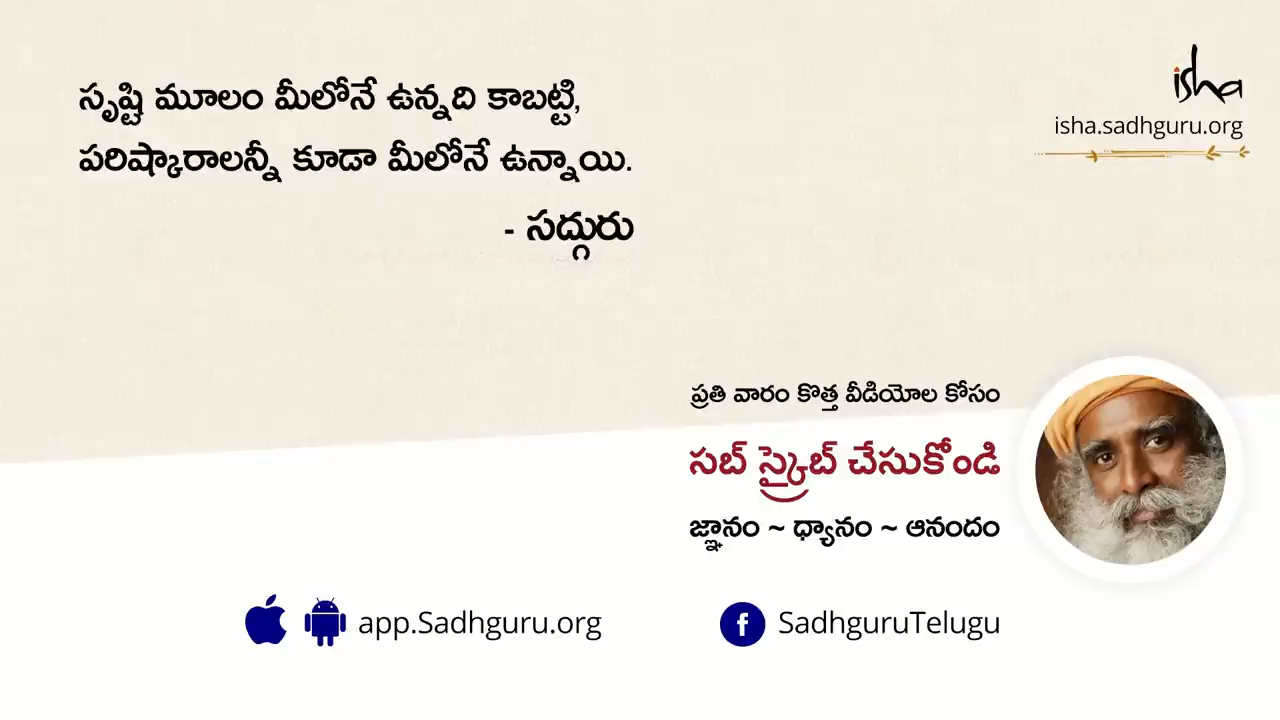 సృష్టి మూలం మీలోనే ఉన్నది కాబట్టి,
పరిష్కారాలన్నీ కూడా మీలోనే ఉన్నాయి.
- సద్గురు
isha
isha.sadhguru.org
ప్రతి వారం కొత్త వీడియోల కోసం
సబ్ స్క్రైబ్ చేసుకోండి
జ్ఞానం ~ ధ్యానం ~ ఆనందం
app.Sadhguru.org
SadhguruTelugu